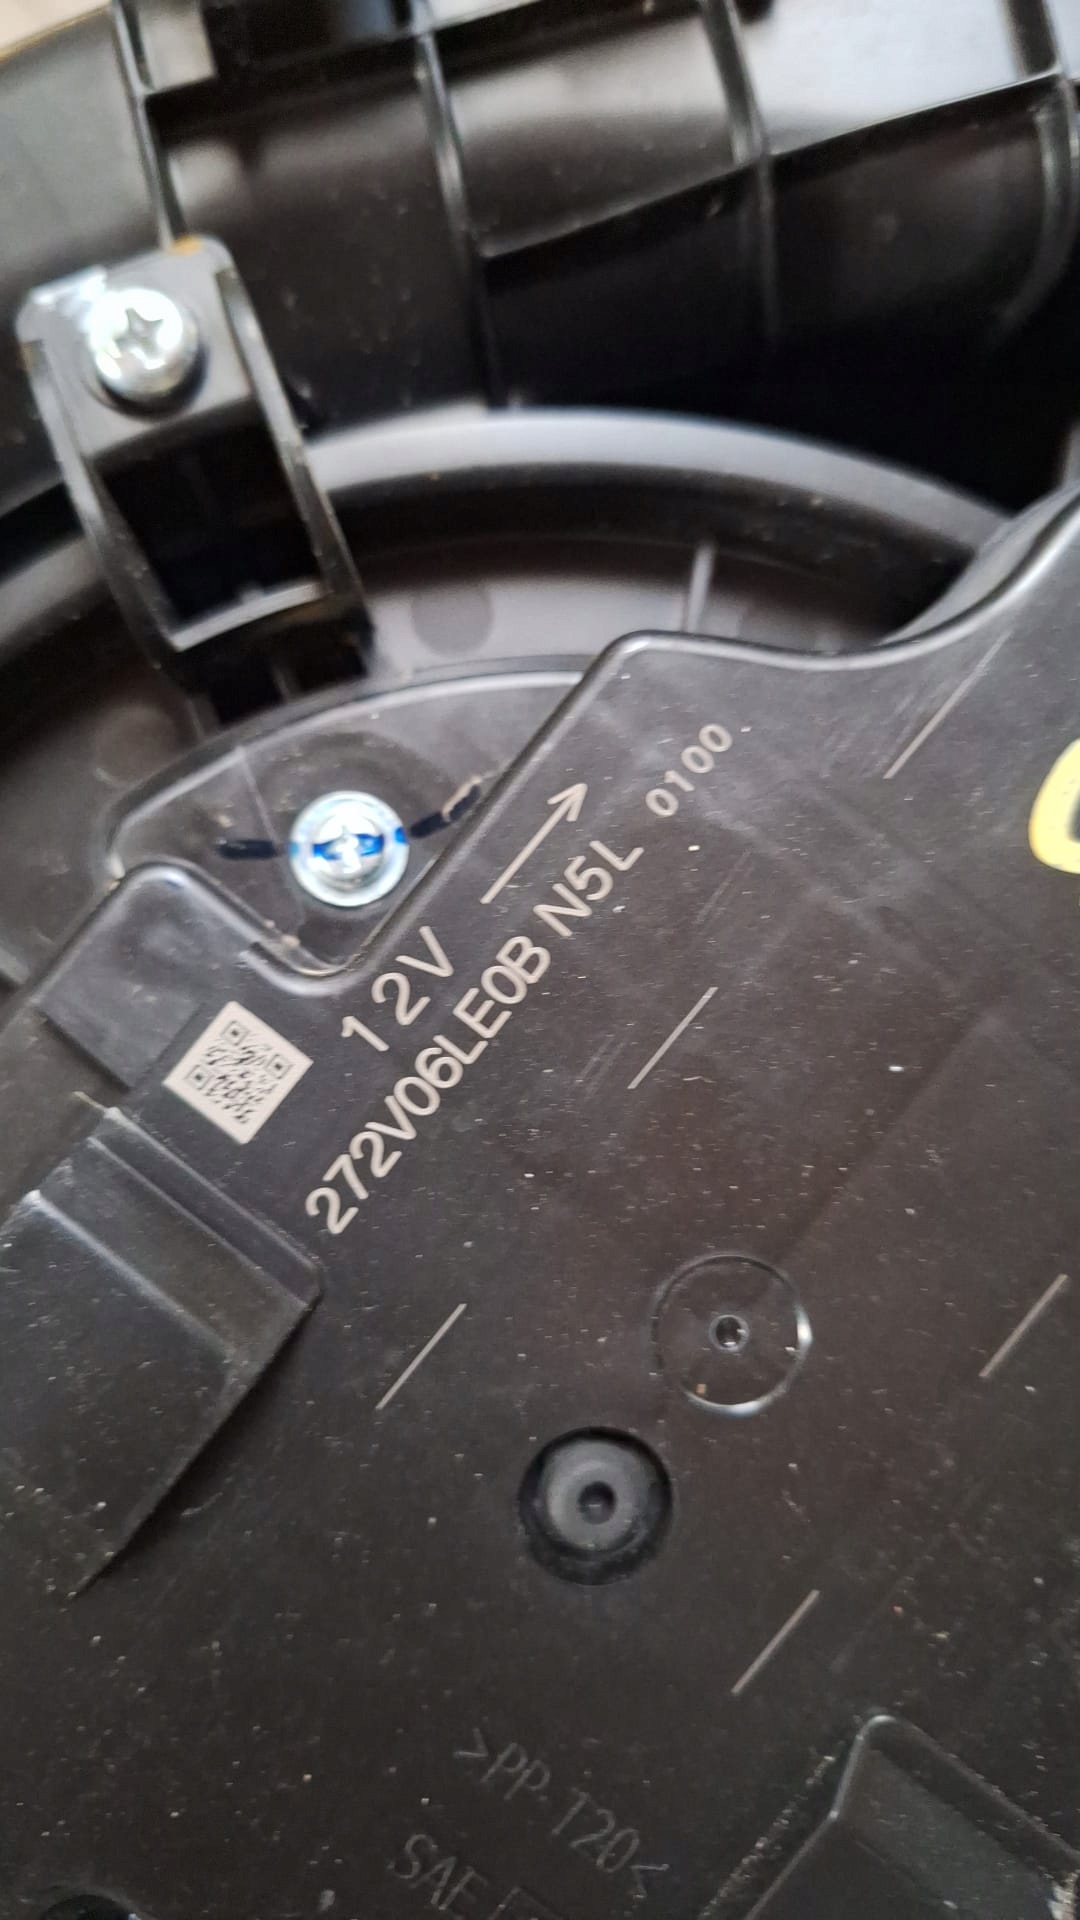 12V →
272V06LE0B N5L 0100
>PP-T20<
SAE